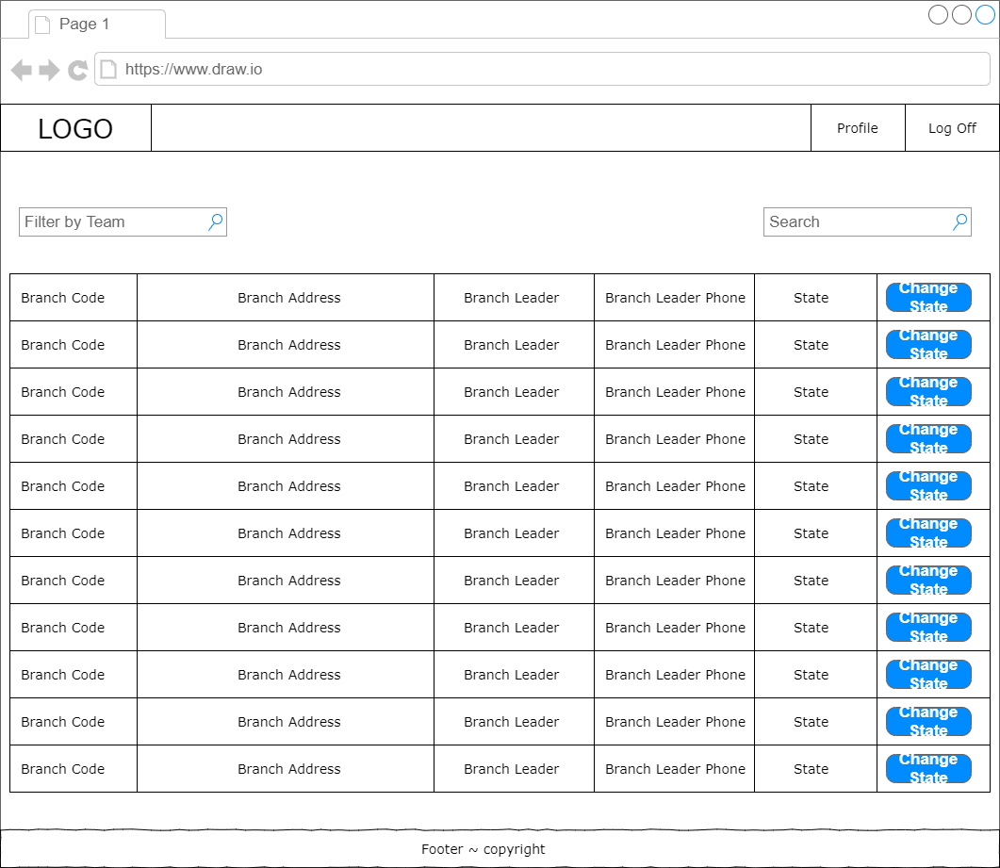 Page 1
https://www.draw.io
LOGO Profile Log Off
Filter by Team Search
Branch Code Branch Address Branch Leader Branch Leader Phone State Change State
Branch Code Branch Address Branch Leader Branch Leader Phone State Change State
Branch Code Branch Address Branch Leader Branch Leader Phone State Change State
Branch Code Branch Address Branch Leader Branch Leader Phone State Change State
Branch Code Branch Address Branch Leader Branch Leader Phone State Change State
Branch Code Branch Address Branch Leader Branch Leader Phone State Change State
Branch Code Branch Address Branch Leader Branch Leader Phone State Change State
Branch Code Branch Address Branch Leader Branch Leader Phone State Change State
Branch Code Branch Address Branch Leader Branch Leader Phone State Change State
Branch Code Branch Address Branch Leader Branch Leader Phone State Change State
Branch Code Branch Address Branch Leader Branch Leader Phone State Change State
Footer ~ copyright